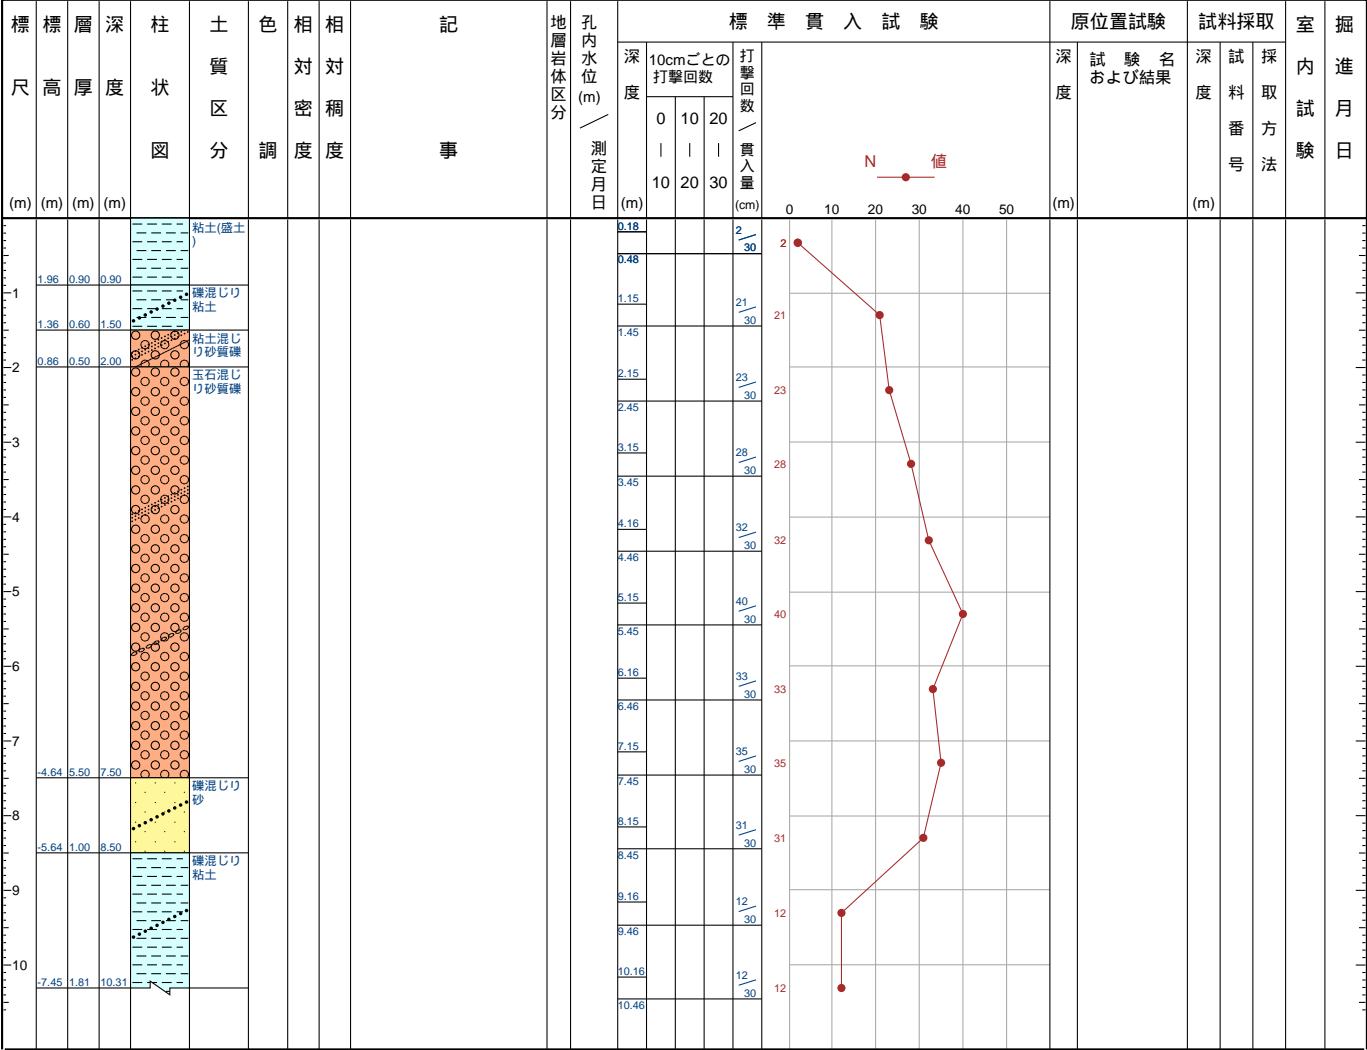 標尺(m)
標高(m)
層厚(m)
深度(m)
柱状図
土質区分
色調
相対密度
相対稠度
記事
地層岩体区分
孔内水位(m)／測定月日
標準貫入試験
深度(m)
10cmごとの
打撃回数
0 10 20
| | |
10 20 30
打撃回数／貫入量(cm)
N 値
0 10 20 30 40 50
原位置試験
深度(m)
試験名
および結果
試料採取
深度(m)
試料番号
採取方法
室内試験
掘進月日
粘土(盛土
)
0.18 2/30 2
0.48
1.96 0.90 0.90
1
礫混じり
粘土
1.15 21/30 21
1.36 0.60 1.50
1.45
粘土混じ
り砂質礫
0.86 0.50 2.00
2
玉石混じ
り砂質礫
2.15 23/30 23
2.45
3
3.15 28/30 28
3.45
4
4.16 32/30 32
4.46
5
5.15 40/30 40
5.45
6
6.16 33/30 33
6.46
7
7.15 35/30 35
-4.64 5.50 7.50
7.45
礫混じり
砂
8
8.15 31/30 31
-5.64 1.00 8.50
8.45
礫混じり
粘土
9
9.16 12/30 12
9.46
10
10.16 12/30 12
-7.45 1.81 10.31
10.46